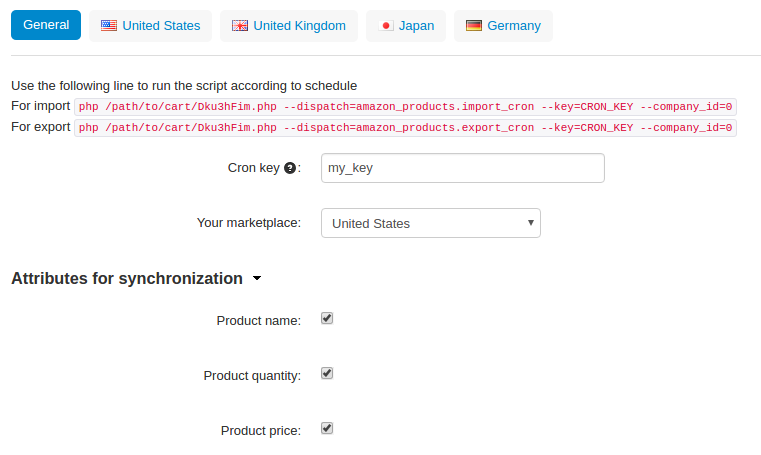 General United States United Kingdom Japan Germany
Use the following line to run the script according to schedule
For import php /path/to/cart/Dku3hFim.php --dispatch=amazon_products.import_cron --key=CRON_KEY --company_id=0
For export php /path/to/cart/Dku3hFim.php --dispatch=amazon_products.export_cron --key=CRON_KEY --company_id=0
Cron key ?: my_key
Your marketplace: United States
Attributes for synchronization
Product name:
Product quantity:
Product price: